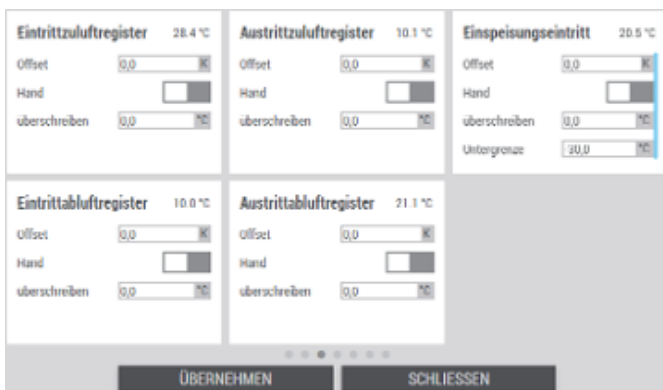 Eintrittzuluftregister 28.4 °C
Offset 0,0 K
Hand
überschreiben 0,0 °C
Austrittzuluftregister 10.1 °C
Offset 0,0 K
Hand
überschreiben 0,0 °C
Einspeisungseintritt 20.5 °C
Offset 0,0 K
Hand
überschreiben 0,0 °C
Untergrenze -30,0 °C
Eintrittabluftregister 10.0 °C
Offset 0,0 K
Hand
überschreiben 0,0 °C
Austrittabluftregister 21.1 °C
Offset 0,0 K
Hand
überschreiben 0,0 °C
ÜBERNEHMEN
SCHLIESSEN